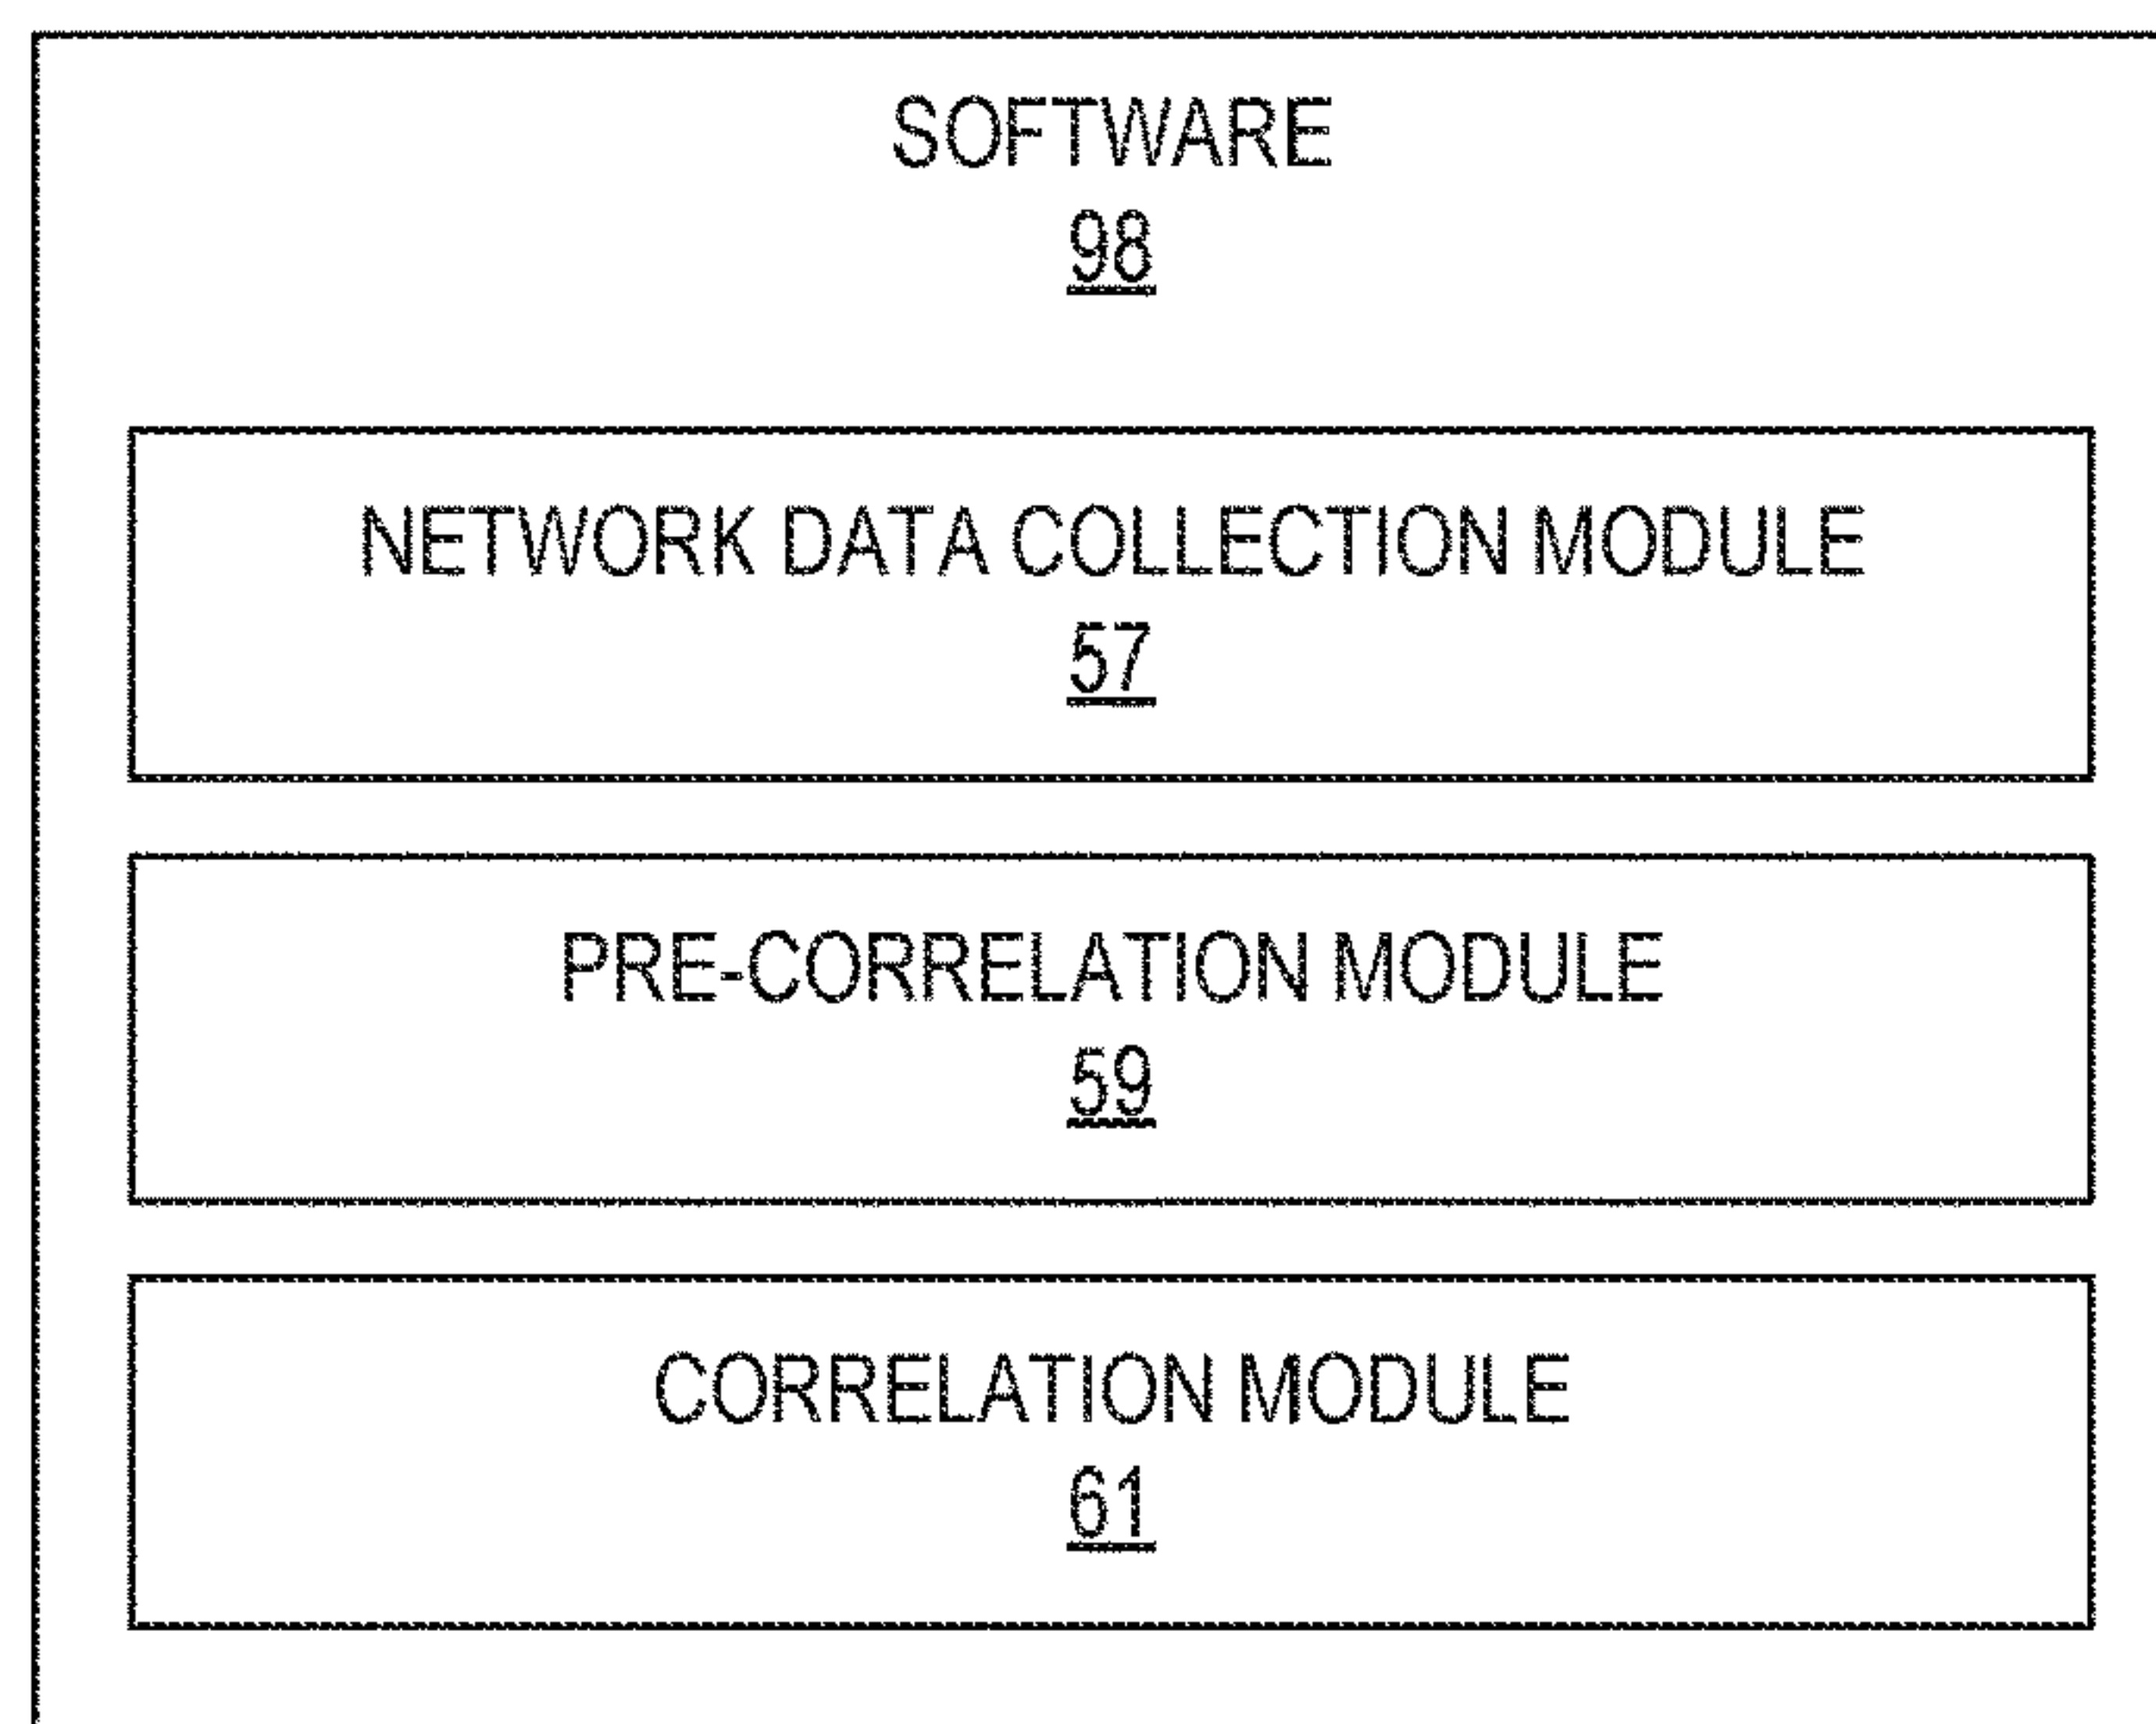 SOFTWARE
98
NETWORK DATA COLLECTION MODULE
57
PRE-CORRELATION MODULE
59
CORRELATION MODULE
61